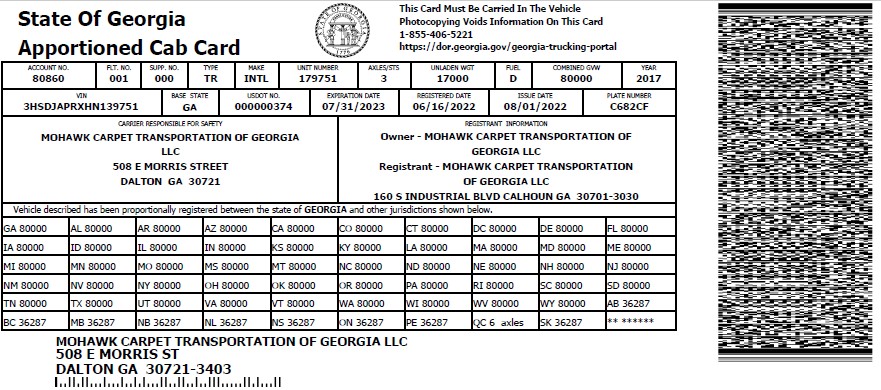 State Of Georgia
Apportioned Cab Card
This Card Must Be Carried In The Vehicle
Photocopying Voids Information On This Card
1-855-406-5221
https://dor.georgia.gov/georgia-trucking-portal
ACCOUNT NO. FLT. NO. SUPP. NO. TYPE MAKE UNIT NUMBER AXLES/STS UNLADEN WGT FUEL COMBINED GVW YEAR
80860 001 000 TR INTL 179751 3 17000 D 80000 2017
VIN BASE STATE USDOT NO. EXPIRATION DATE REGISTERED DATE ISSUE DATE PLATE NUMBER
3HSDJAPRXHN139751 GA 000000374 07/31/2023 06/16/2022 08/01/2022 C682CF
CARRIER RESPONSIBLE FOR SAFETY
MOHAWK CARPET TRANSPORTATION OF GEORGIA
LLC
508 E MORRIS STREET
DALTON GA 30721
REGISTRANT INFORMATION
Owner - MOHAWK CARPET TRANSPORTATION OF
GEORGIA LLC
Registrant - MOHAWK CARPET TRANSPORTATION
OF GEORGIA LLC
160 S INDUSTRIAL BLVD CALHOUN GA 30701-3030
Vehicle described has been proportionally registered between the state of GEORGIA and other jurisdictions shown below.
GA 80000 AL 80000 AR 80000 AZ 80000 CA 80000 CO 80000 CT 80000 DC 80000 DE 80000 FL 80000
IA 80000 ID 80000 IL 80000 IN 80000 KS 80000 KY 80000 LA 80000 MA 80000 MD 80000 ME 80000
MI 80000 MN 80000 MO 80000 MS 80000 MT 80000 NC 80000 ND 80000 NE 80000 NH 80000 NJ 80000
NM 80000 NV 80000 NY 80000 OH 80000 OK 80000 OR 80000 PA 80000 RI 80000 SC 80000 SD 80000
TN 80000 TX 80000 UT 80000 VA 80000 VT 80000 WA 80000 WI 80000 WV 80000 WY 80000 AB 36287
BC 36287 MB 36287 NB 36287 NL 36287 NS 36287 ON 36287 PE 36287 QC 6 axles SK 36287 ** ******
MOHAWK CARPET TRANSPORTATION OF GEORGIA LLC
508 E MORRIS ST
DALTON GA 30721-3403